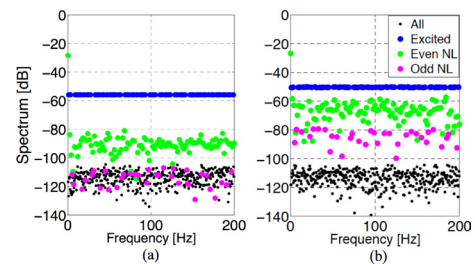 0
−20
−40
−60
−80
−100
−120
−140
Spectrum [dB]
0 100 200
Frequency [Hz]
(a)
0
−20
−40
−60
−80
−100
−120
−140
0 100 200
Frequency [Hz]
(b)
All
Excited
Even NL
Odd NL